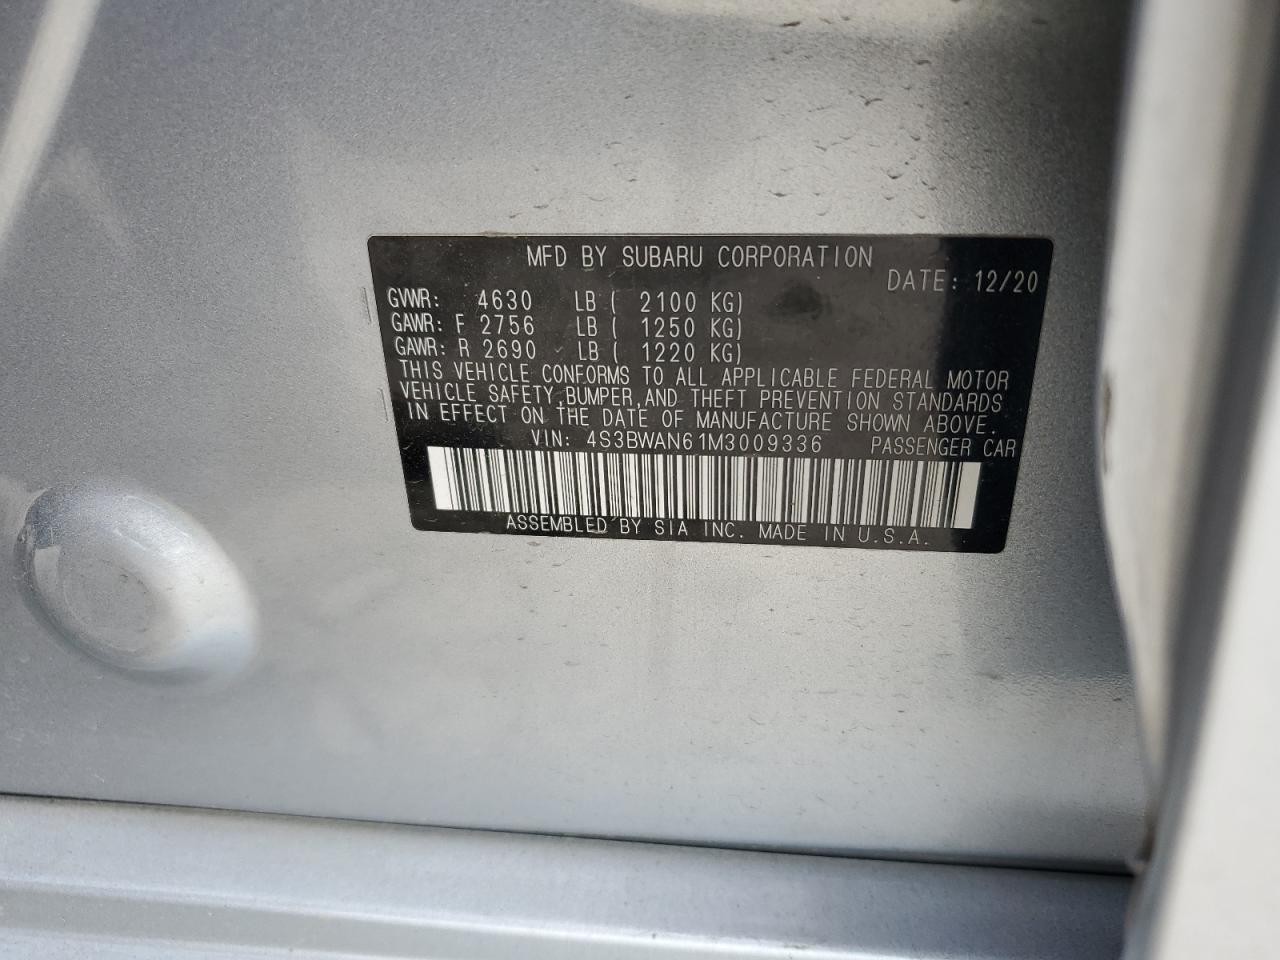 MFD BY SUBARU CORPORATION
DATE: 12/20
GVWR: 4630 LB ( 2100 KG)
GAWR: F 2756 LB ( 1250 KG)
GAWR: R 2690 LB ( 1220 KG)
THIS VEHICLE CONFORMS TO ALL APPLICABLE FEDERAL MOTOR
VEHICLE SAFETY,BUMPER,AND THEFT PREVENTION STANDARDS
IN EFFECT ON THE DATE OF MANUFACTURE SHOWN ABOVE.
VIN: 4S3BWAN61M3009336 PASSENGER CAR
ASSEMBLED BY SIA INC. MADE IN U.S.A.